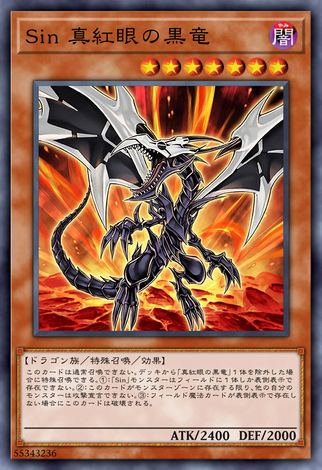 Sin 真紅眼の黒竜
やみ
闇
【ドラゴン族／特殊召喚／効果】
このカードは通常召喚できない。デッキから「真紅眼の黒竜」1体を除外した場
合に特殊召喚できる。①：「Sin」モンスターはフィールドに1体しか表側表示で
存在できない。②：このカードがモンスターゾーンに存在する限り、他の自分の
モンスターは攻撃宣言できない。③：フィールド魔法カードが表側表示で存在し
ない場合にこのカードは破壊される。
ATK/2400 DEF/2000
55343236